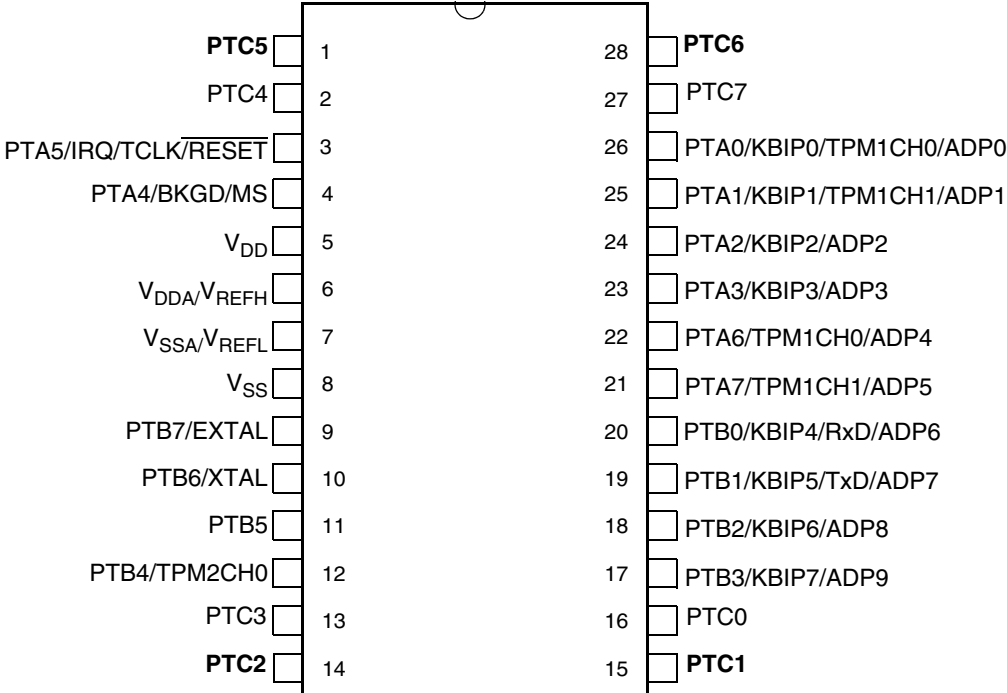 PTC5 1 28 PTC6
PTC4 2 27 PTC7
PTA5/IRQ/TCLK/RESET 3 26 PTA0/KBIP0/TPM1CH0/ADP0
PTA4/BKGD/MS 4 25 PTA1/KBIP1/TPM1CH1/ADP1
VDD 5 24 PTA2/KBIP2/ADP2
VDDA/VREFH 6 23 PTA3/KBIP3/ADP3
VSSA/VREFL 7 22 PTA6/TPM1CH0/ADP4
VSS 8 21 PTA7/TPM1CH1/ADP5
PTB7/EXTAL 9 20 PTB0/KBIP4/RxD/ADP6
PTB6/XTAL 10 19 PTB1/KBIP5/TxD/ADP7
PTB5 11 18 PTB2/KBIP6/ADP8
PTB4/TPM2CH0 12 17 PTB3/KBIP7/ADP9
PTC3 13 16 PTC0
PTC2 14 15 PTC1